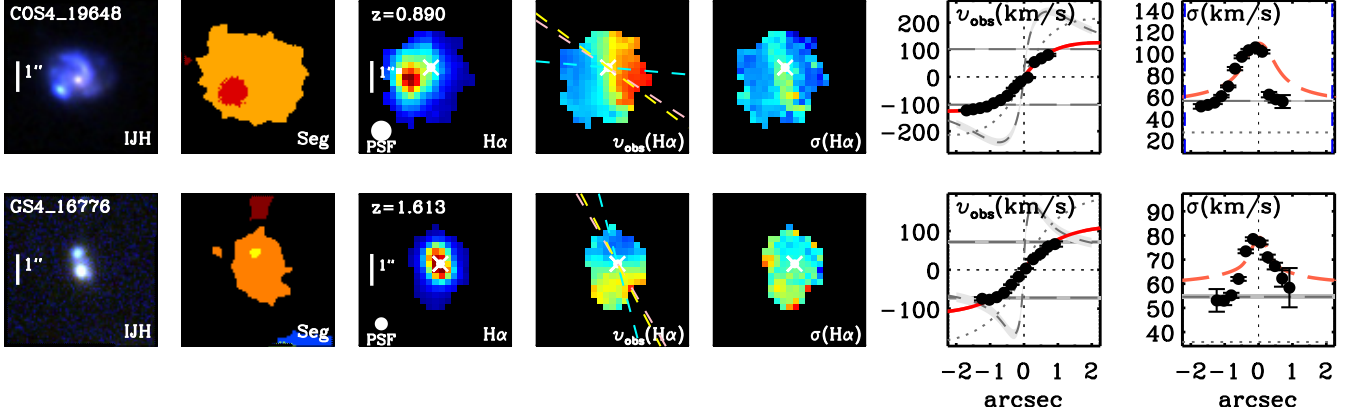 COS4_19648
1"
IJH
Seg
z=0.890
1"
PSF
Hα
υobs(Hα)
σ(Hα)
υobs(km/s)
200
100
0
−100
−200
σ(km/s)
140
120
100
80
60
40
20
GS4_16776
1"
IJH
Seg
z=1.613
1"
PSF
Hα
υobs(Hα)
σ(Hα)
υobs(km/s)
100
0
−100
−2 −1 0 1 2
arcsec
σ(km/s)
90
80
70
60
50
40
−2 −1 0 1 2
arcsec